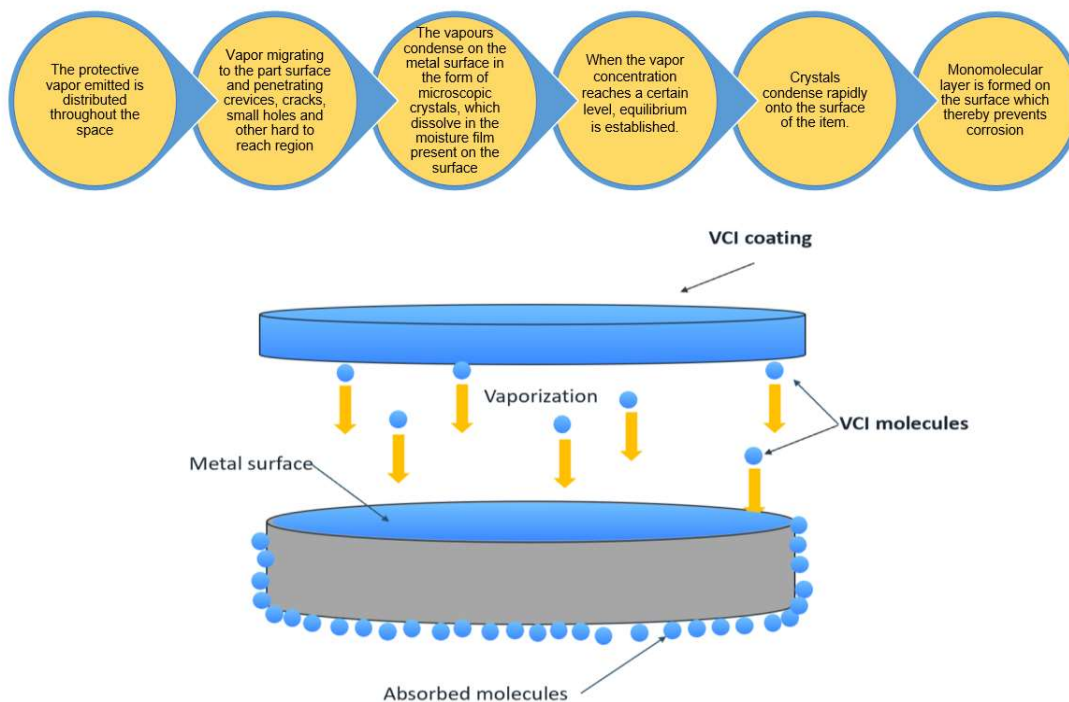 The protective
vapor emitted is
distributed
throughout the
space
Vapor migrating
to the part surface
and penetrating
crevices, cracks,
small holes and
other hard to
reach region
The vapours
condense on the
metal surface in
the form of
microscopic
crystals, which
dissolve in the
moisture film
present on the
surface
When the vapor
concentration
reaches a certain
level, equilibrium
is established.
Crystals
condense rapidly
onto the surface
of the item.
Monomolecular
layer is formed on
the surface which
thereby prevents
corrosion
VCI coating
Vaporization
VCI molecules
Metal surface
Absorbed molecules